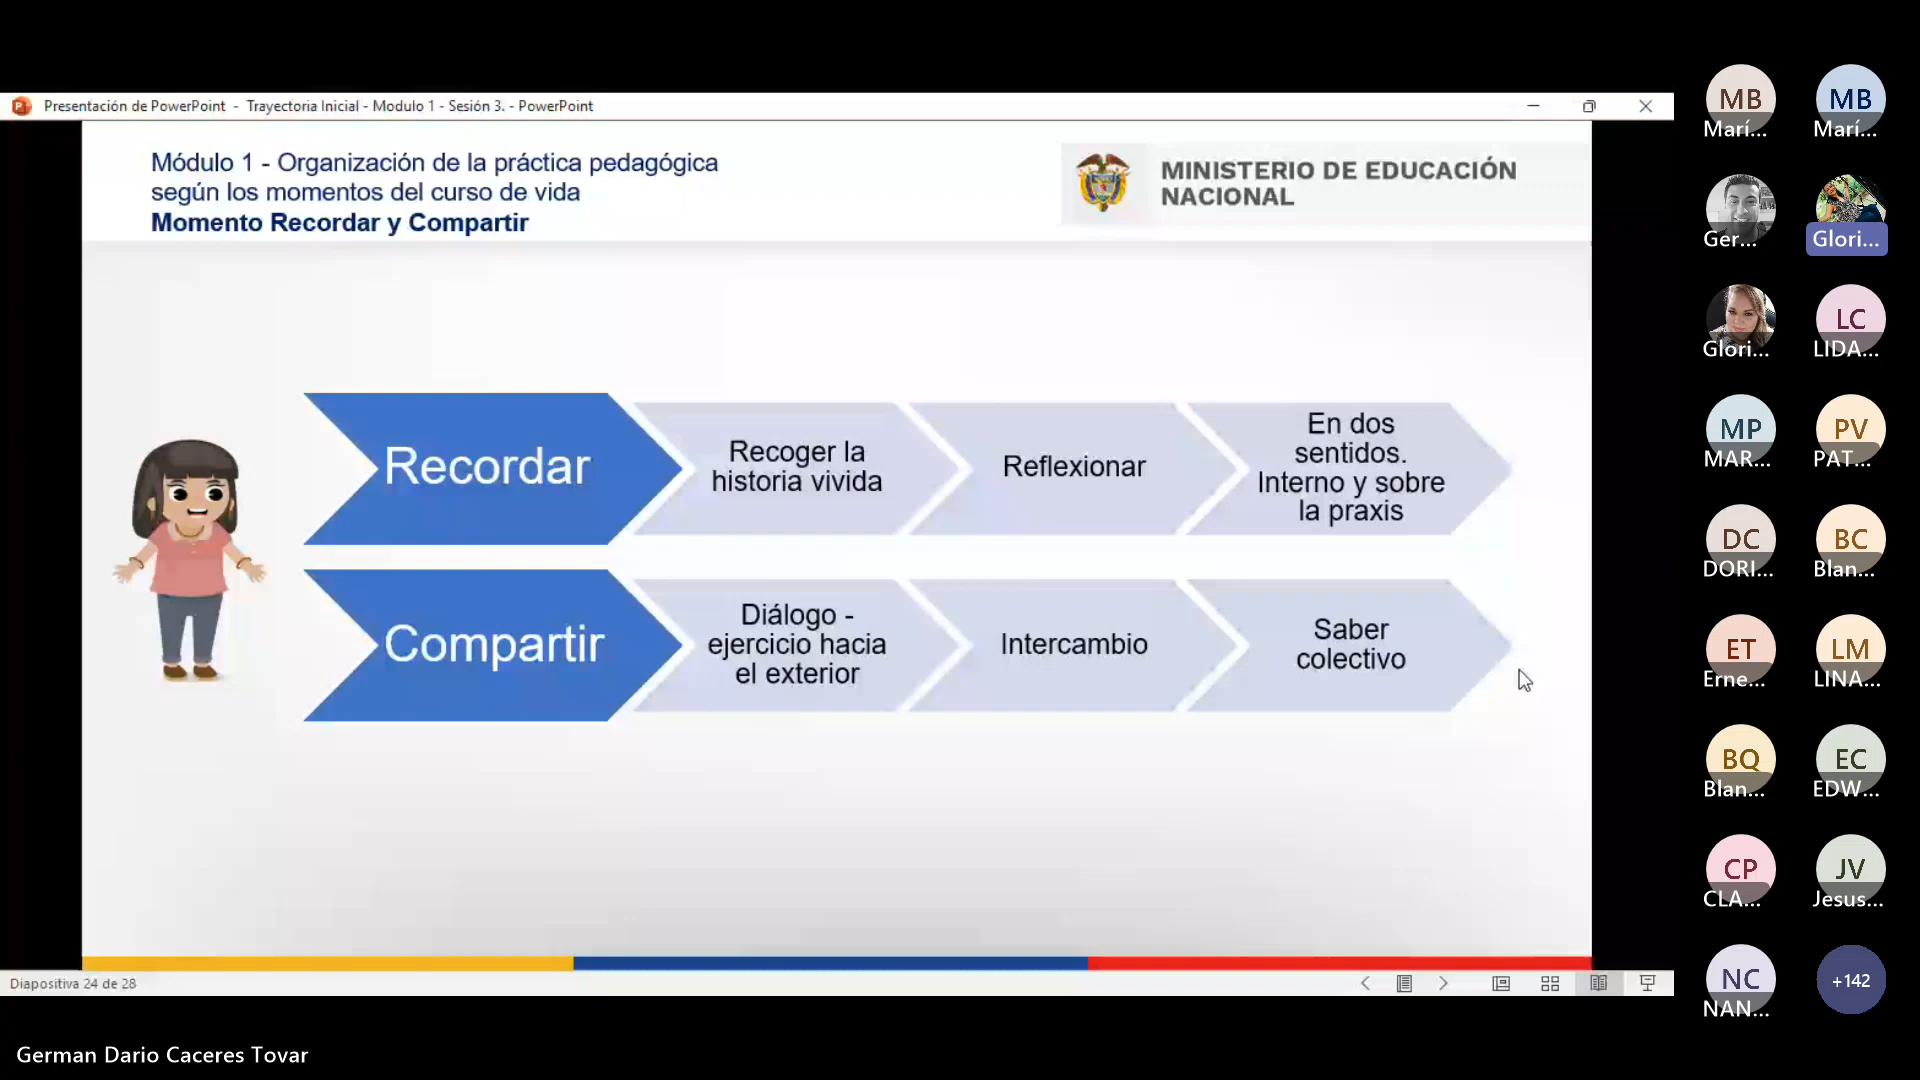 Presentación de PowerPoint - Trayectoria Inicial - Modulo 1 - Sesión 3. - PowerPoint
Módulo 1 - Organización de la práctica pedagógica
según los momentos del curso de vida
Momento Recordar y Compartir
MINISTERIO DE EDUCACIÓN
NACIONAL
Recordar
Recoger la
historia vivida
Reflexionar
En dos
sentidos.
Interno y sobre
la praxis
Compartir
Diálogo -
ejercicio hacia
el exterior
Intercambio
Saber
colectivo
Diapositiva 24 de 28
German Dario Caceres Tovar
MB
Marí...
MB
Marí...
Ger...
Glori...
Glori...
LC
LIDA...
MP
MAR...
PV
PAT...
DC
DORI...
BC
Blan...
ET
Erne...
LM
LINA...
BQ
Blan...
EC
EDW...
CP
CLA...
JV
Jesus...
NC
NAN...
+142